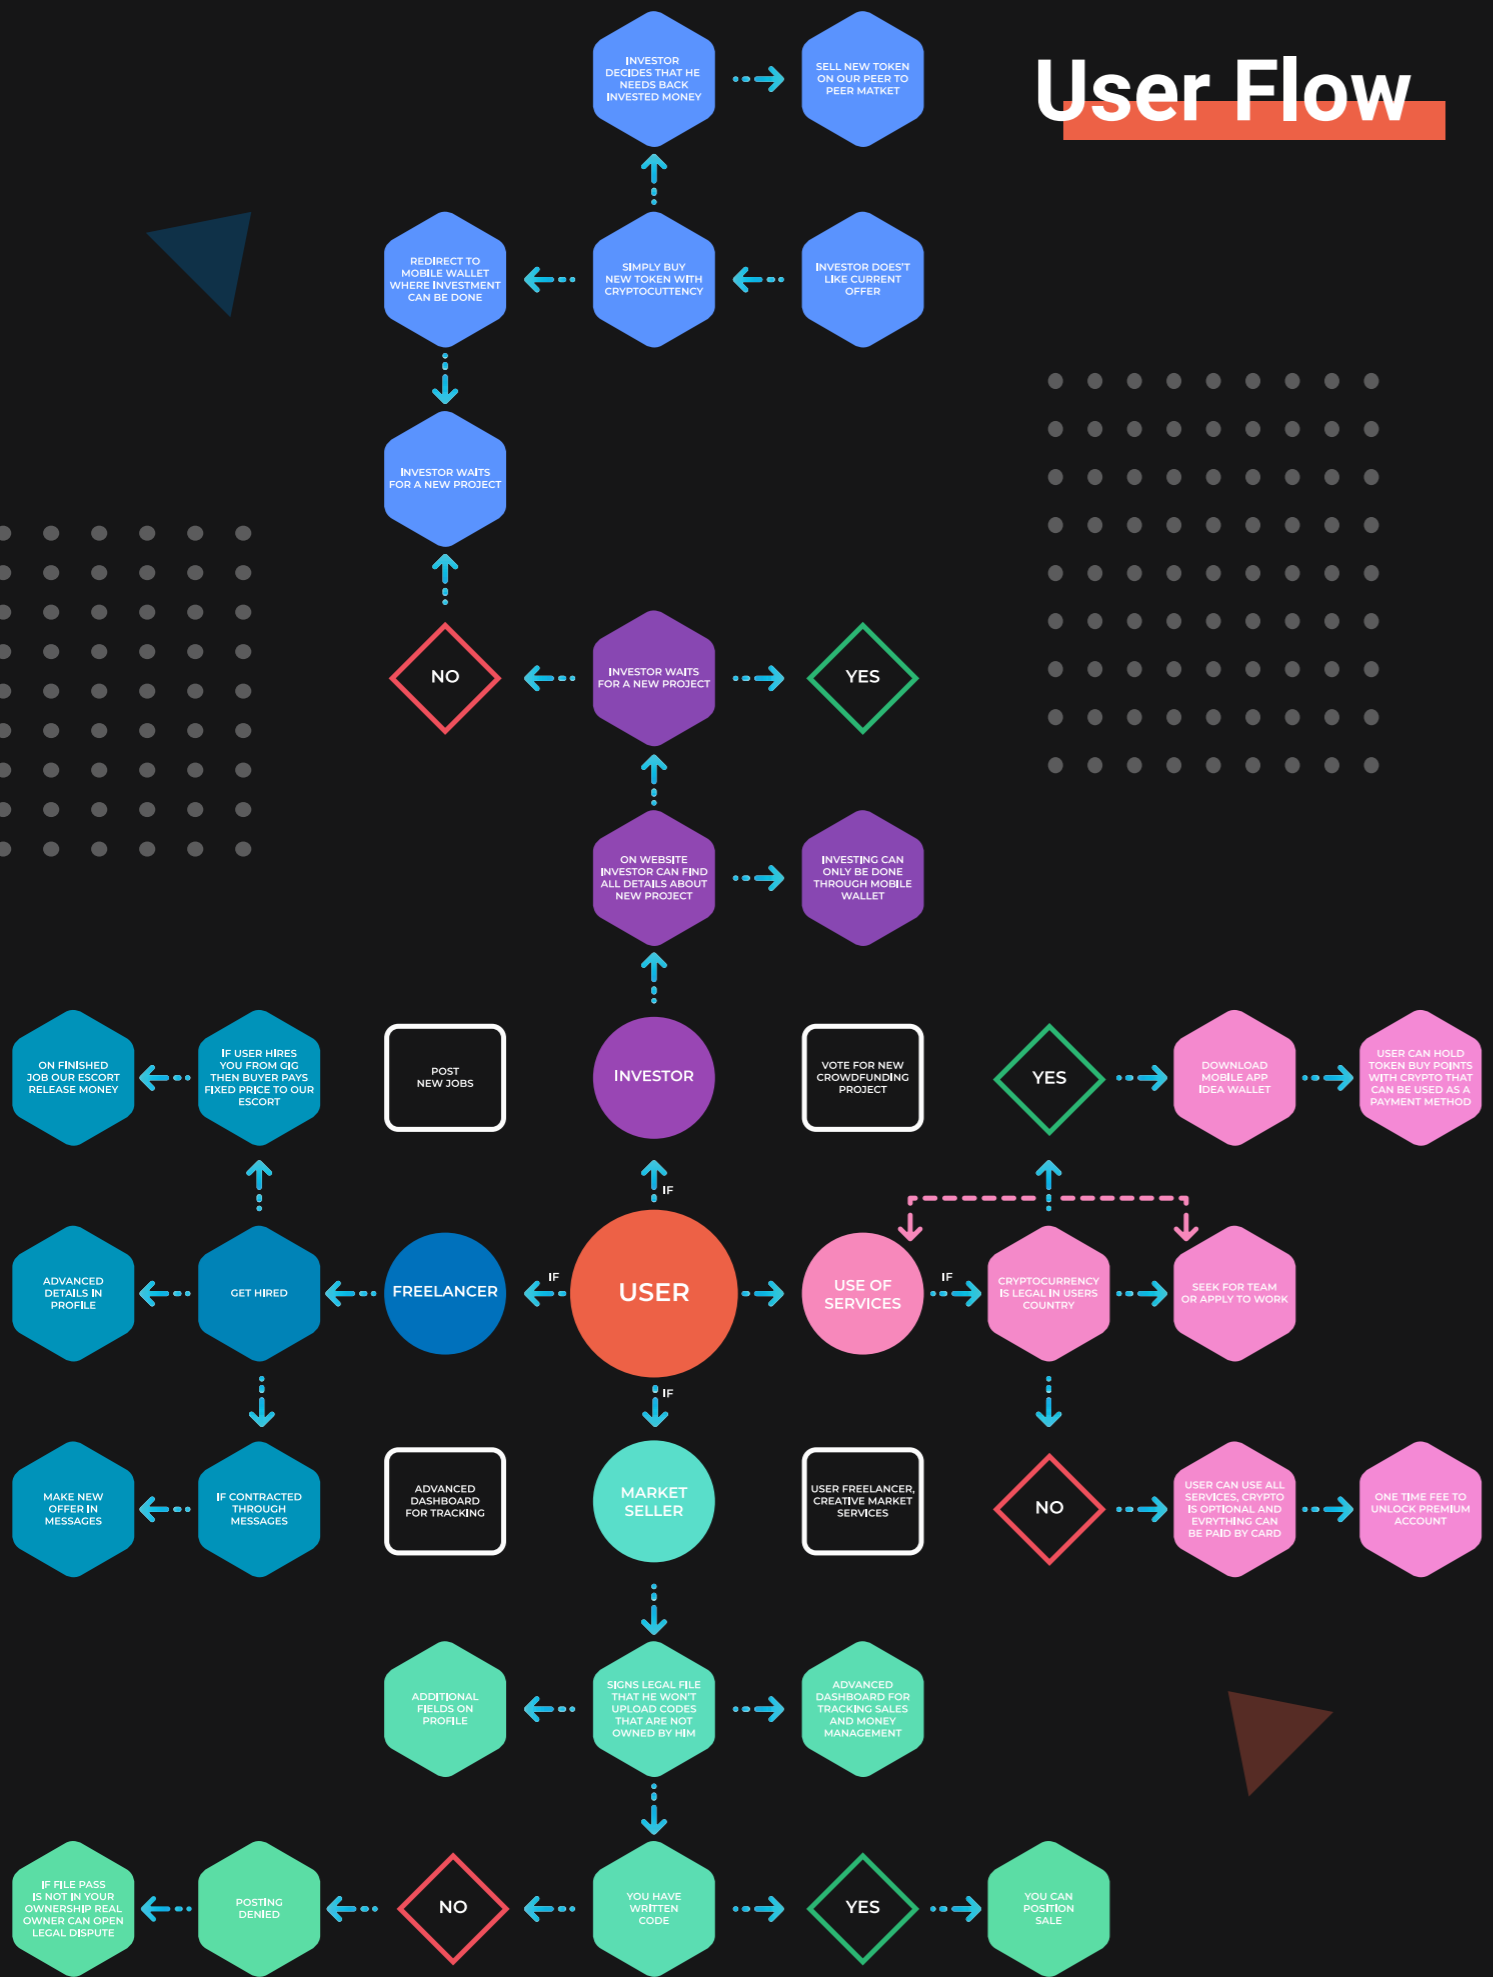 User Flow
INVESTOR
DECIDES THAT HE
NEEDS BACK
INVESTED MONEY
SELL NEW TOKEN
ON OUR PEER TO
PEER MATKET
REDIRECT TO
MOBILE WALLET
WHERE INVESTMENT
CAN BE DONE
SIMPLY BUY
NEW TOKEN WITH
CRYPTOCUTTENCY
INVESTOR DOES'T
LIKE CURRENT
OFFER
INVESTOR WAITS
FOR A NEW PROJECT
NO
INVESTOR WAITS
FOR A NEW PROJECT
YES
ON WEBSITE
INVESTOR CAN FIND
ALL DETAILS ABOUT
NEW PROJECT
INVESTING CAN
ONLY BE DONE
THROUGH MOBILE
WALLET
ON FINISHED
JOB OUR ESCORT
RELEASE MONEY
IF USER HIRES
YOU FROM GIG
THEN BUYER PAYS
FIXED PRICE TO OUR
ESCORT
POST
NEW JOBS
INVESTOR
VOTE FOR NEW
CROWDFUNDING
PROJECT
YES
DOWNLOAD
MOBILE APP
IDEA WALLET
USER CAN HOLD
TOKEN BUY POINTS
WITH CRYPTO THAT
CAN BE USED AS A
PAYMENT METHOD
IF
ADVANCED
DETAILS IN
PROFILE
GET HIRED
FREELANCER
IF
USER
USE OF
SERVICES
IF
CRYPTOCURRENCY
IS LEGAL IN USERS
COUNTRY
SEEK FOR TEAM
OR APPLY TO WORK
IF
MAKE NEW
OFFER IN
MESSAGES
IF CONTRACTED
THROUGH
MESSAGES
ADVANCED
DASHBOARD
FOR TRACKING
MARKET
SELLER
USER FREELANCER,
CREATIVE MARKET
SERVICES
NO
USER CAN USE ALL
SERVICES, CRYPTO
IS OPTIONAL AND
EVRYTHING CAN
BE PAID BY CARD
ONE TIME FEE TO
UNLOCK PREMIUM
ACCOUNT
ADDITIONAL
FIELDS ON
PROFILE
SIGNS LEGAL FILE
THAT HE WON'T
UPLOAD CODES
THAT ARE NOT
OWNED BY HIM
ADVANCED
DASHBOARD FOR
TRACKING SALES
AND MONEY
MANAGEMENT
IF FILE PASS
IS NOT IN YOUR
OWNERSHIP REAL
OWNER CAN OPEN
LEGAL DISPUTE
POSTING
DENIED
NO
YOU HAVE
WRITTEN
CODE
YES
YOU CAN
POSITION
SALE